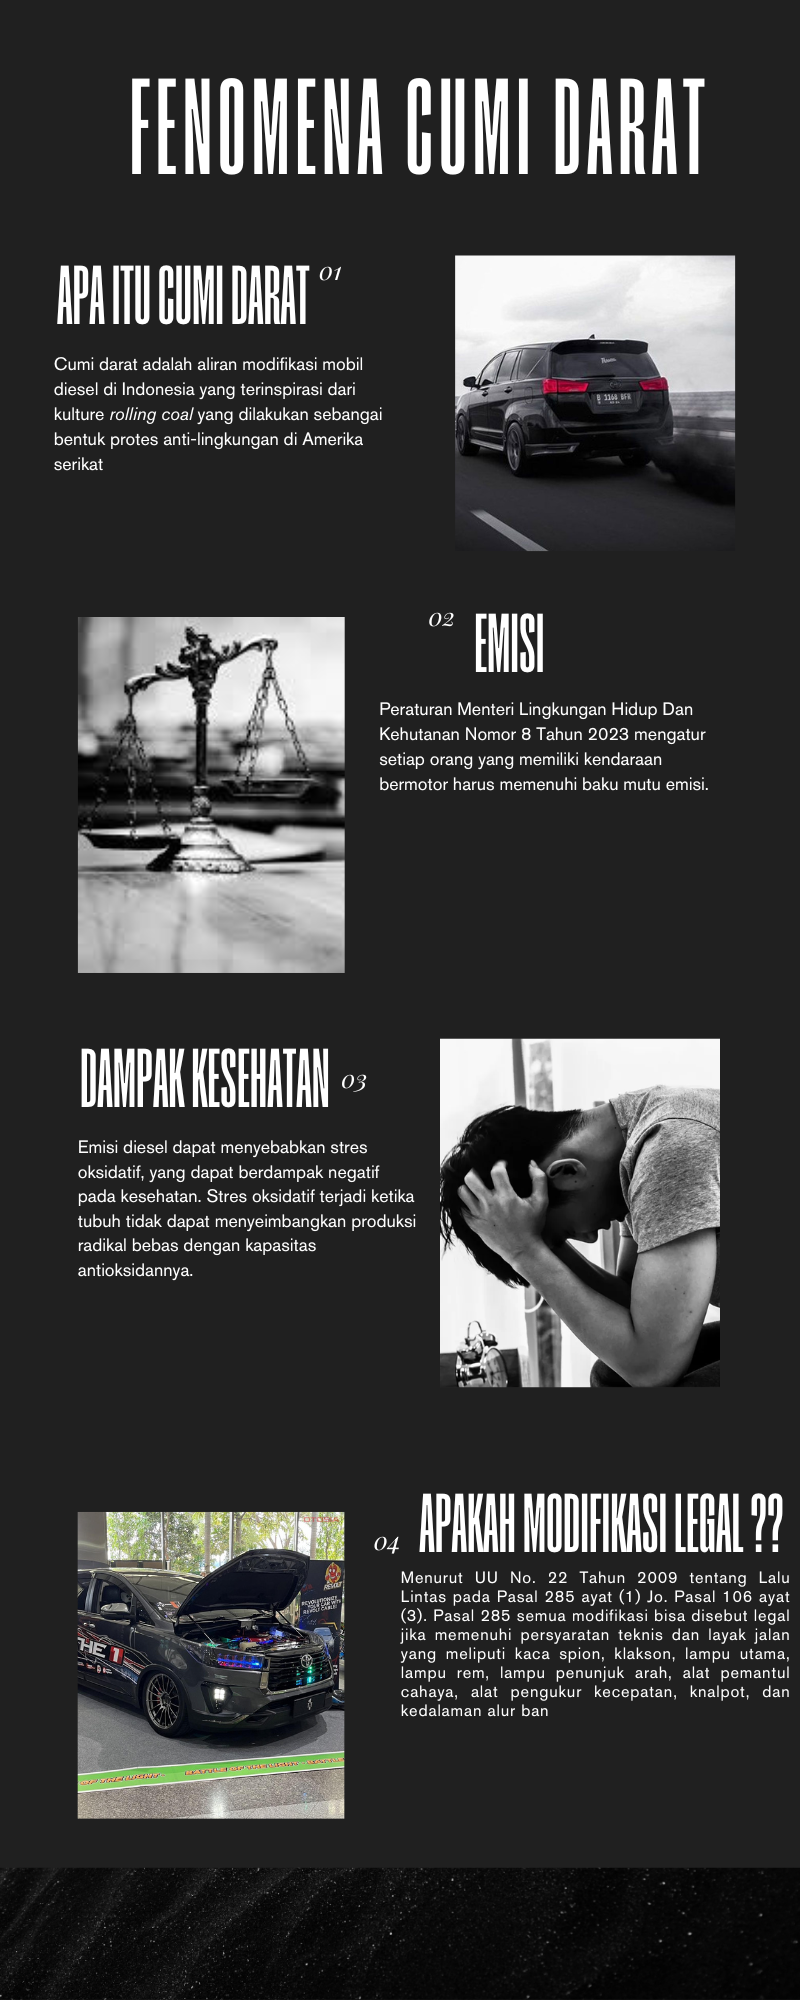 FENOMENA CUMI DARAT
APA ITU CUMI DARAT 01
Cumi darat adalah aliran modifikasi mobil
diesel di Indonesia yang terinspirasi dari
kulture rolling coal yang dilakukan sebangai
bentuk protes anti-lingkungan di Amerika
serikat
02 EMISI
Peraturan Menteri Lingkungan Hidup Dan
Kehutanan Nomor 8 Tahun 2023 mengatur
setiap orang yang memiliki kendaraan
bermotor harus memenuhi baku mutu emisi.
DAMPAK KESEHATAN 03
Emisi diesel dapat menyebabkan stres
oksidatif, yang dapat berdampak negatif
pada kesehatan. Stres oksidatif terjadi ketika
tubuh tidak dapat menyeimbangkan produksi
radikal bebas dengan kapasitas
antioksidannya.
04 APAKAH MODIFIKASI LEGAL ??
Menurut UU No. 22 Tahun 2009 tentang Lalu
Lintas pada Pasal 285 ayat (1) Jo. Pasal 106 ayat
(3). Pasal 285 semua modifikasi bisa disebut legal
jika memenuhi persyaratan teknis dan layak jalan
yang meliputi kaca spion, klakson, lampu utama,
lampu rem, lampu penunjuk arah, alat pemantul
cahaya, alat pengukur kecepatan, knalpot, dan
kedalaman alur ban
THE 1
REVOLT